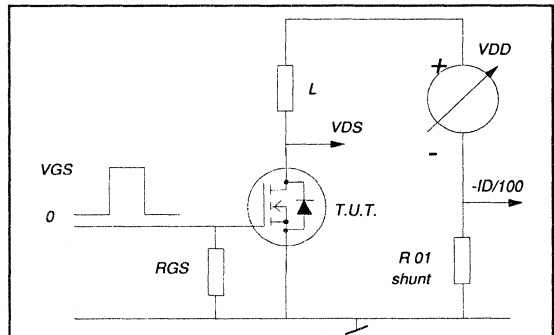 +
VDD
L
VDS
-
VGS
-ID/100
0
T.U.T.
RGS
R 01
shunt